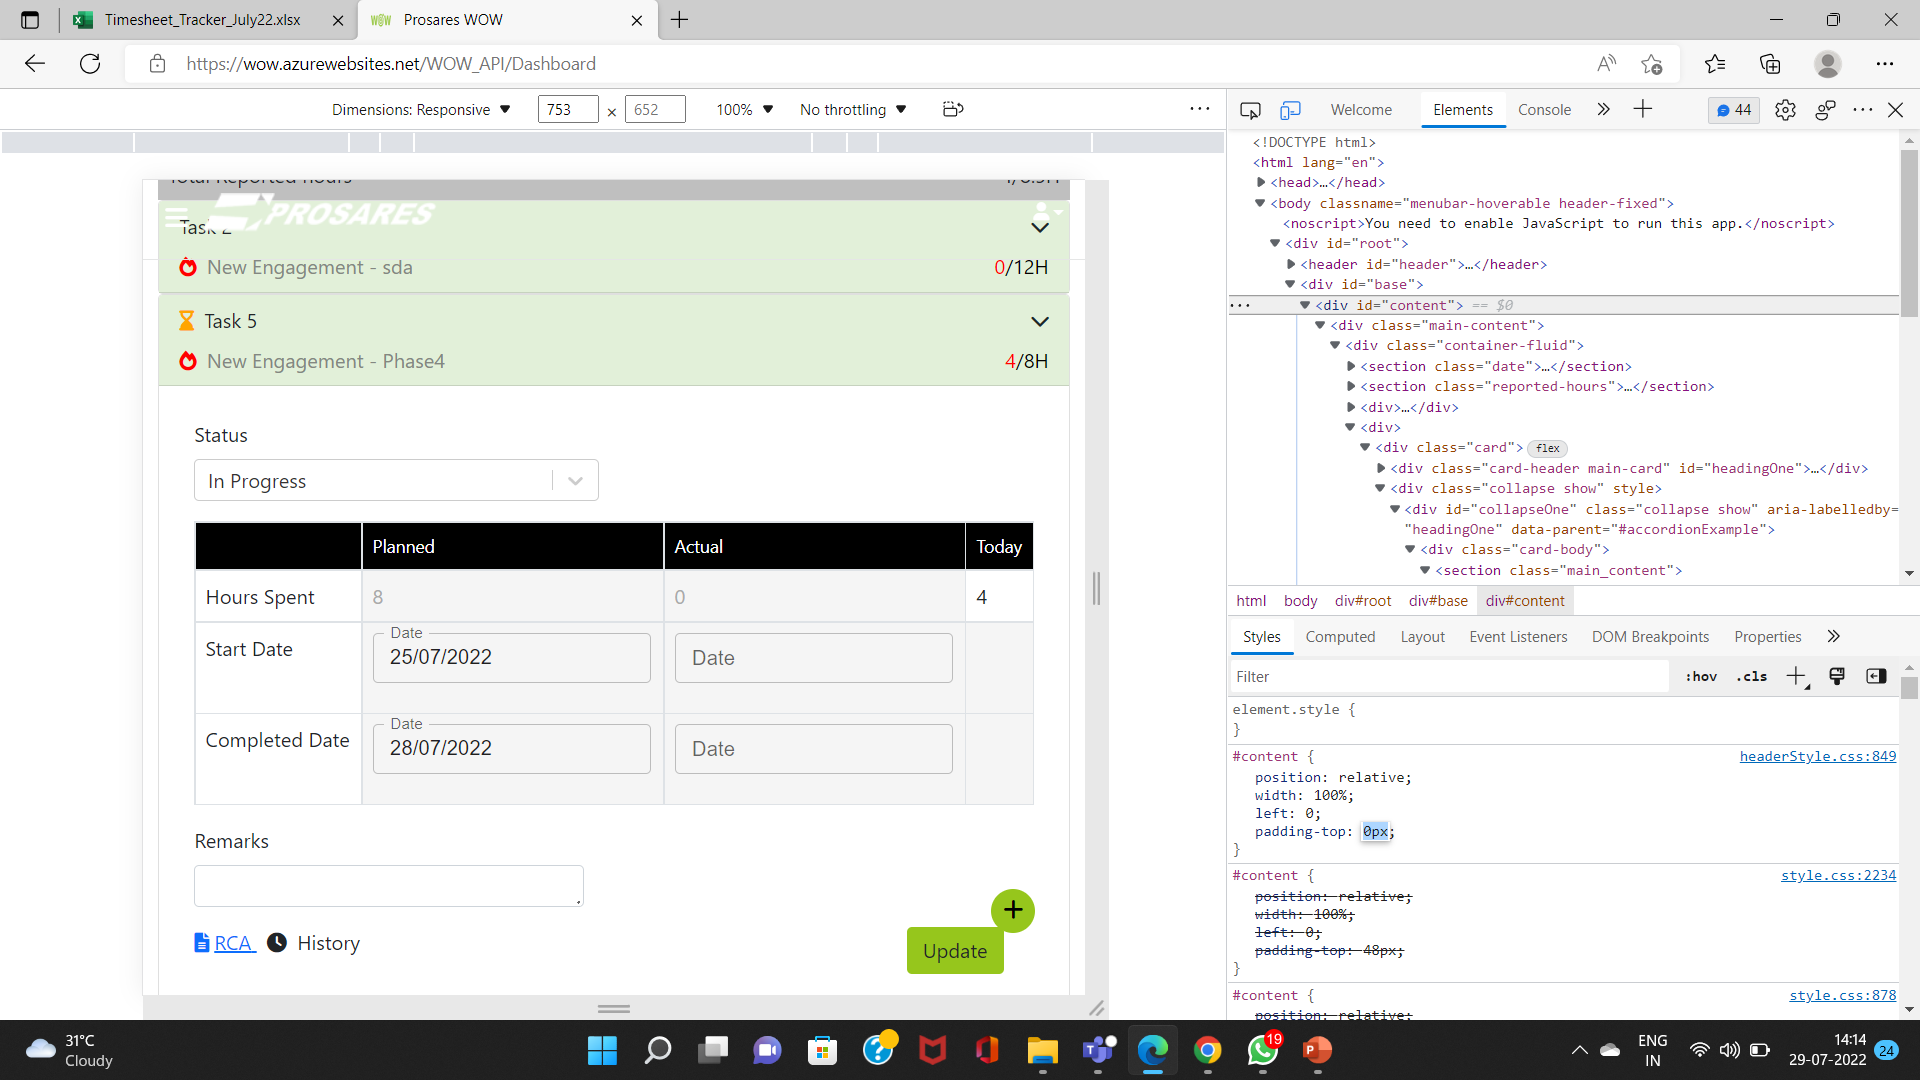 Timesheet_Tracker_July22.xlsx
Prosares WOW
https://wow.azurewebsites.net/WOW_API/Dashboard
Dimensions: Responsive
753 × 652
100%
No throttling
Total Reported hours
PROSARES
Task 2
New Engagement - sda
0/12H
Task 5
New Engagement - Phase4
4/8H
Status
In Progress
Planned
Actual
Today
Hours Spent
8
0
4
Start Date
Date
25/07/2022
Date
Completed Date
Date
28/07/2022
Date
Remarks
RCA
History
+
Update
Welcome
Elements
Console
44
<!DOCTYPE html>
<html lang="en">
<head>…</head>
<body classname="menubar-hoverable header-fixed">
<noscript>You need to enable JavaScript to run this app.</noscript>
<div id="root">
<header id="header">…</header>
<div id="base">
<div id="content"> == $0
<div class="main-content">
<div class="container-fluid">
<section class="date">…</section>
<section class="reported-hours">…</section>
<div>…</div>
<div>
<div class="card"> flex
<div class="card-header main-card" id="headingOne">…</div>
<div class="collapse show" style>
<div id="collapseOne" class="collapse show" aria-labelledby=
"headingOne" data-parent="#accordionExample">
<div class="card-body">
<section class="main_content">
html body div#root div#base div#content
Styles Computed Layout Event Listeners DOM Breakpoints Properties
Filter
:hov .cls
element.style {
}
#content {
headerStyle.css:849
position: relative;
width: 100%;
left: 0;
padding-top: 0px;
}
#content {
style.css:2234
position: relative;
width: 100%;
left: 0;
padding-top: 48px;
}
#content {
style.css:878
position: relative;
31°C
Cloudy
19
ENG
IN
14:14
29-07-2022
24